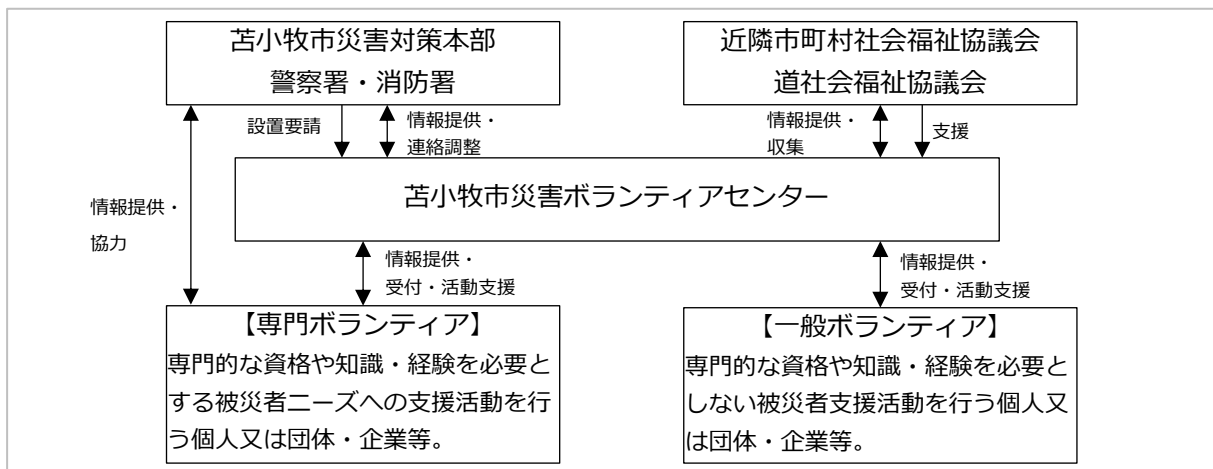 苫小牧市災害対策本部
警察署・消防署
近隣市町村社会福祉協議会
道社会福祉協議会
設置要請
情報提供・
連絡調整
情報提供・
収集
支援
苫小牧市災害ボランティアセンター
情報提供・
協力
情報提供・
受付・活動支援
情報提供・
受付・活動支援
【専門ボランティア】
専門的な資格や知識・経験を必要と
する被災者ニーズへの支援活動を行
う個人又は団体・企業等。
【一般ボランティア】
専門的な資格や知識・経験を必要と
しない被災者支援活動を行う個人又
は団体・企業等。